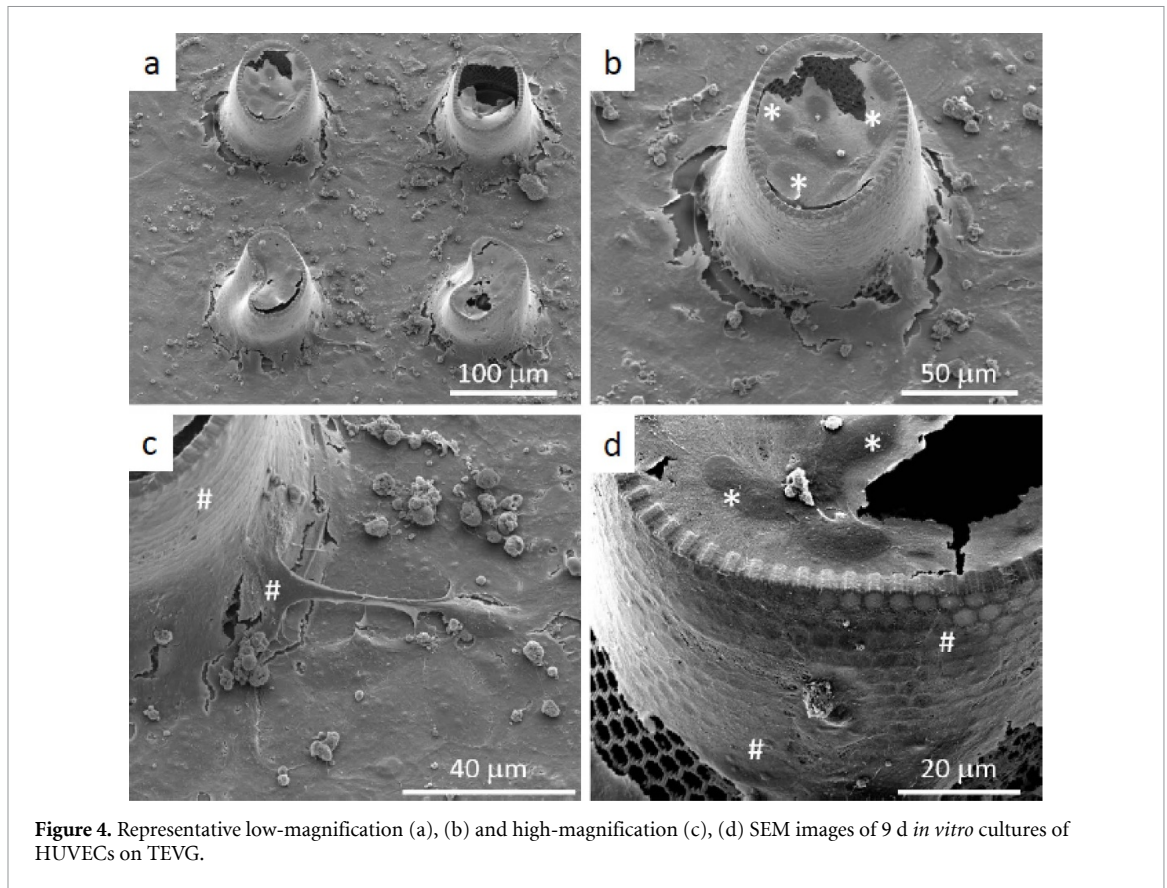 a
b
100 μm
50 μm
*
*
*
c
d
#
#
40 μm
*
*
#
#
20 μm
Figure 4. Representative low-magnification (a), (b) and high-magnification (c), (d) SEM images of 9 d in vitro cultures of
HUVECs on TEVG.